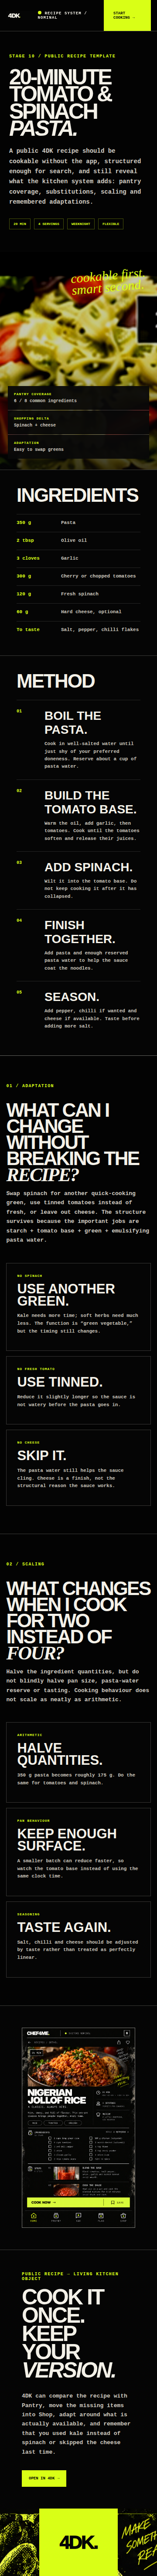 4DK.
RECIPE SYSTEM /
NOMINAL
START
COOKING →
STAGE 10 / PUBLIC RECIPE TEMPLATE
20-MINUTE
TOMATO &
SPINACH
PASTA.
A public 4DK recipe should be
cookable without the app, structured
enough for search, and still reveal
what the kitchen system adds: pantry
coverage, substitutions, scaling and
remembered adaptations.
20 MIN
4 SERVINGS
WEEKNIGHT
FLEXIBLE
cookable first.
smart second.
PANTRY COVERAGE
6 / 8 common ingredients
SHOPPING DELTA
Spinach + cheese
ADAPTATION
Easy to swap greens
INGREDIENTS
350 g Pasta
2 tbsp Olive oil
3 cloves Garlic
300 g Cherry or chopped tomatoes
120 g Fresh spinach
60 g Hard cheese, optional
To taste Salt, pepper, chilli flakes
METHOD
01
BOIL THE
PASTA.
Cook in well-salted water until
just shy of your preferred
doneness. Reserve about a cup of
pasta water.
02
BUILD THE
TOMATO BASE.
Warm the oil, add garlic, then
tomatoes. Cook until the tomatoes
soften and release their juices.
03
ADD SPINACH.
Wilt it into the tomato base. Do
not keep cooking it after it has
collapsed.
04
FINISH
TOGETHER.
Add pasta and enough reserved
pasta water to help the sauce
coat the noodles.
05
SEASON.
Add pepper, chilli if wanted and
cheese if available. Taste before
adding more salt.
01 / ADAPTATION
WHAT CAN I
CHANGE
WITHOUT
BREAKING THE
RECIPE?
Swap spinach for another quick-cooking
green, use tinned tomatoes instead of
fresh, or leave out cheese. The structure
survives because the important jobs are
starch + tomato base + green + emulsifying
pasta water.
NO SPINACH
USE ANOTHER
GREEN.
Kale needs more time; soft herbs need much
less. The function is "green vegetable,"
but the timing still changes.
NO FRESH TOMATO
USE TINNED.
Reduce it slightly longer so the sauce is
not watery before the pasta goes in.
NO CHEESE
SKIP IT.
The pasta water still helps the sauce
cling. Cheese is a finish, not the
structural reason the sauce works.
02 / SCALING
WHAT CHANGES
WHEN I COOK
FOR TWO
INSTEAD OF
FOUR?
Halve the ingredient quantities, but do
not blindly halve pan size, pasta-water
reserve or tasting. Cooking behaviour does
not scale as neatly as arithmetic.
ARITHMETIC
HALVE
QUANTITIES.
350 g pasta becomes roughly 175 g. Do the
same for tomatoes and spinach.
PAN BEHAVIOUR
KEEP ENOUGH
SURFACE.
A smaller batch can reduce faster, so
watch the tomato base instead of using the
same clock time.
SEASONING
TASTE AGAIN.
Salt, chilli and cheese should be adjusted
by taste rather than treated as perfectly
linear.
NIGERIAN
JOLLOF RICE
COOK NOW →
PUBLIC RECIPE → LIVING KITCHEN
OBJECT
COOK IT
ONCE.
KEEP
YOUR
VERSION.
4DK can compare the recipe with
Pantry, move the missing items
into Shop, adapt around what is
actually available, and remember
that you used kale instead of
spinach or skipped the cheese
last time.
OPEN IN 4DK →
4DK.
MAKE